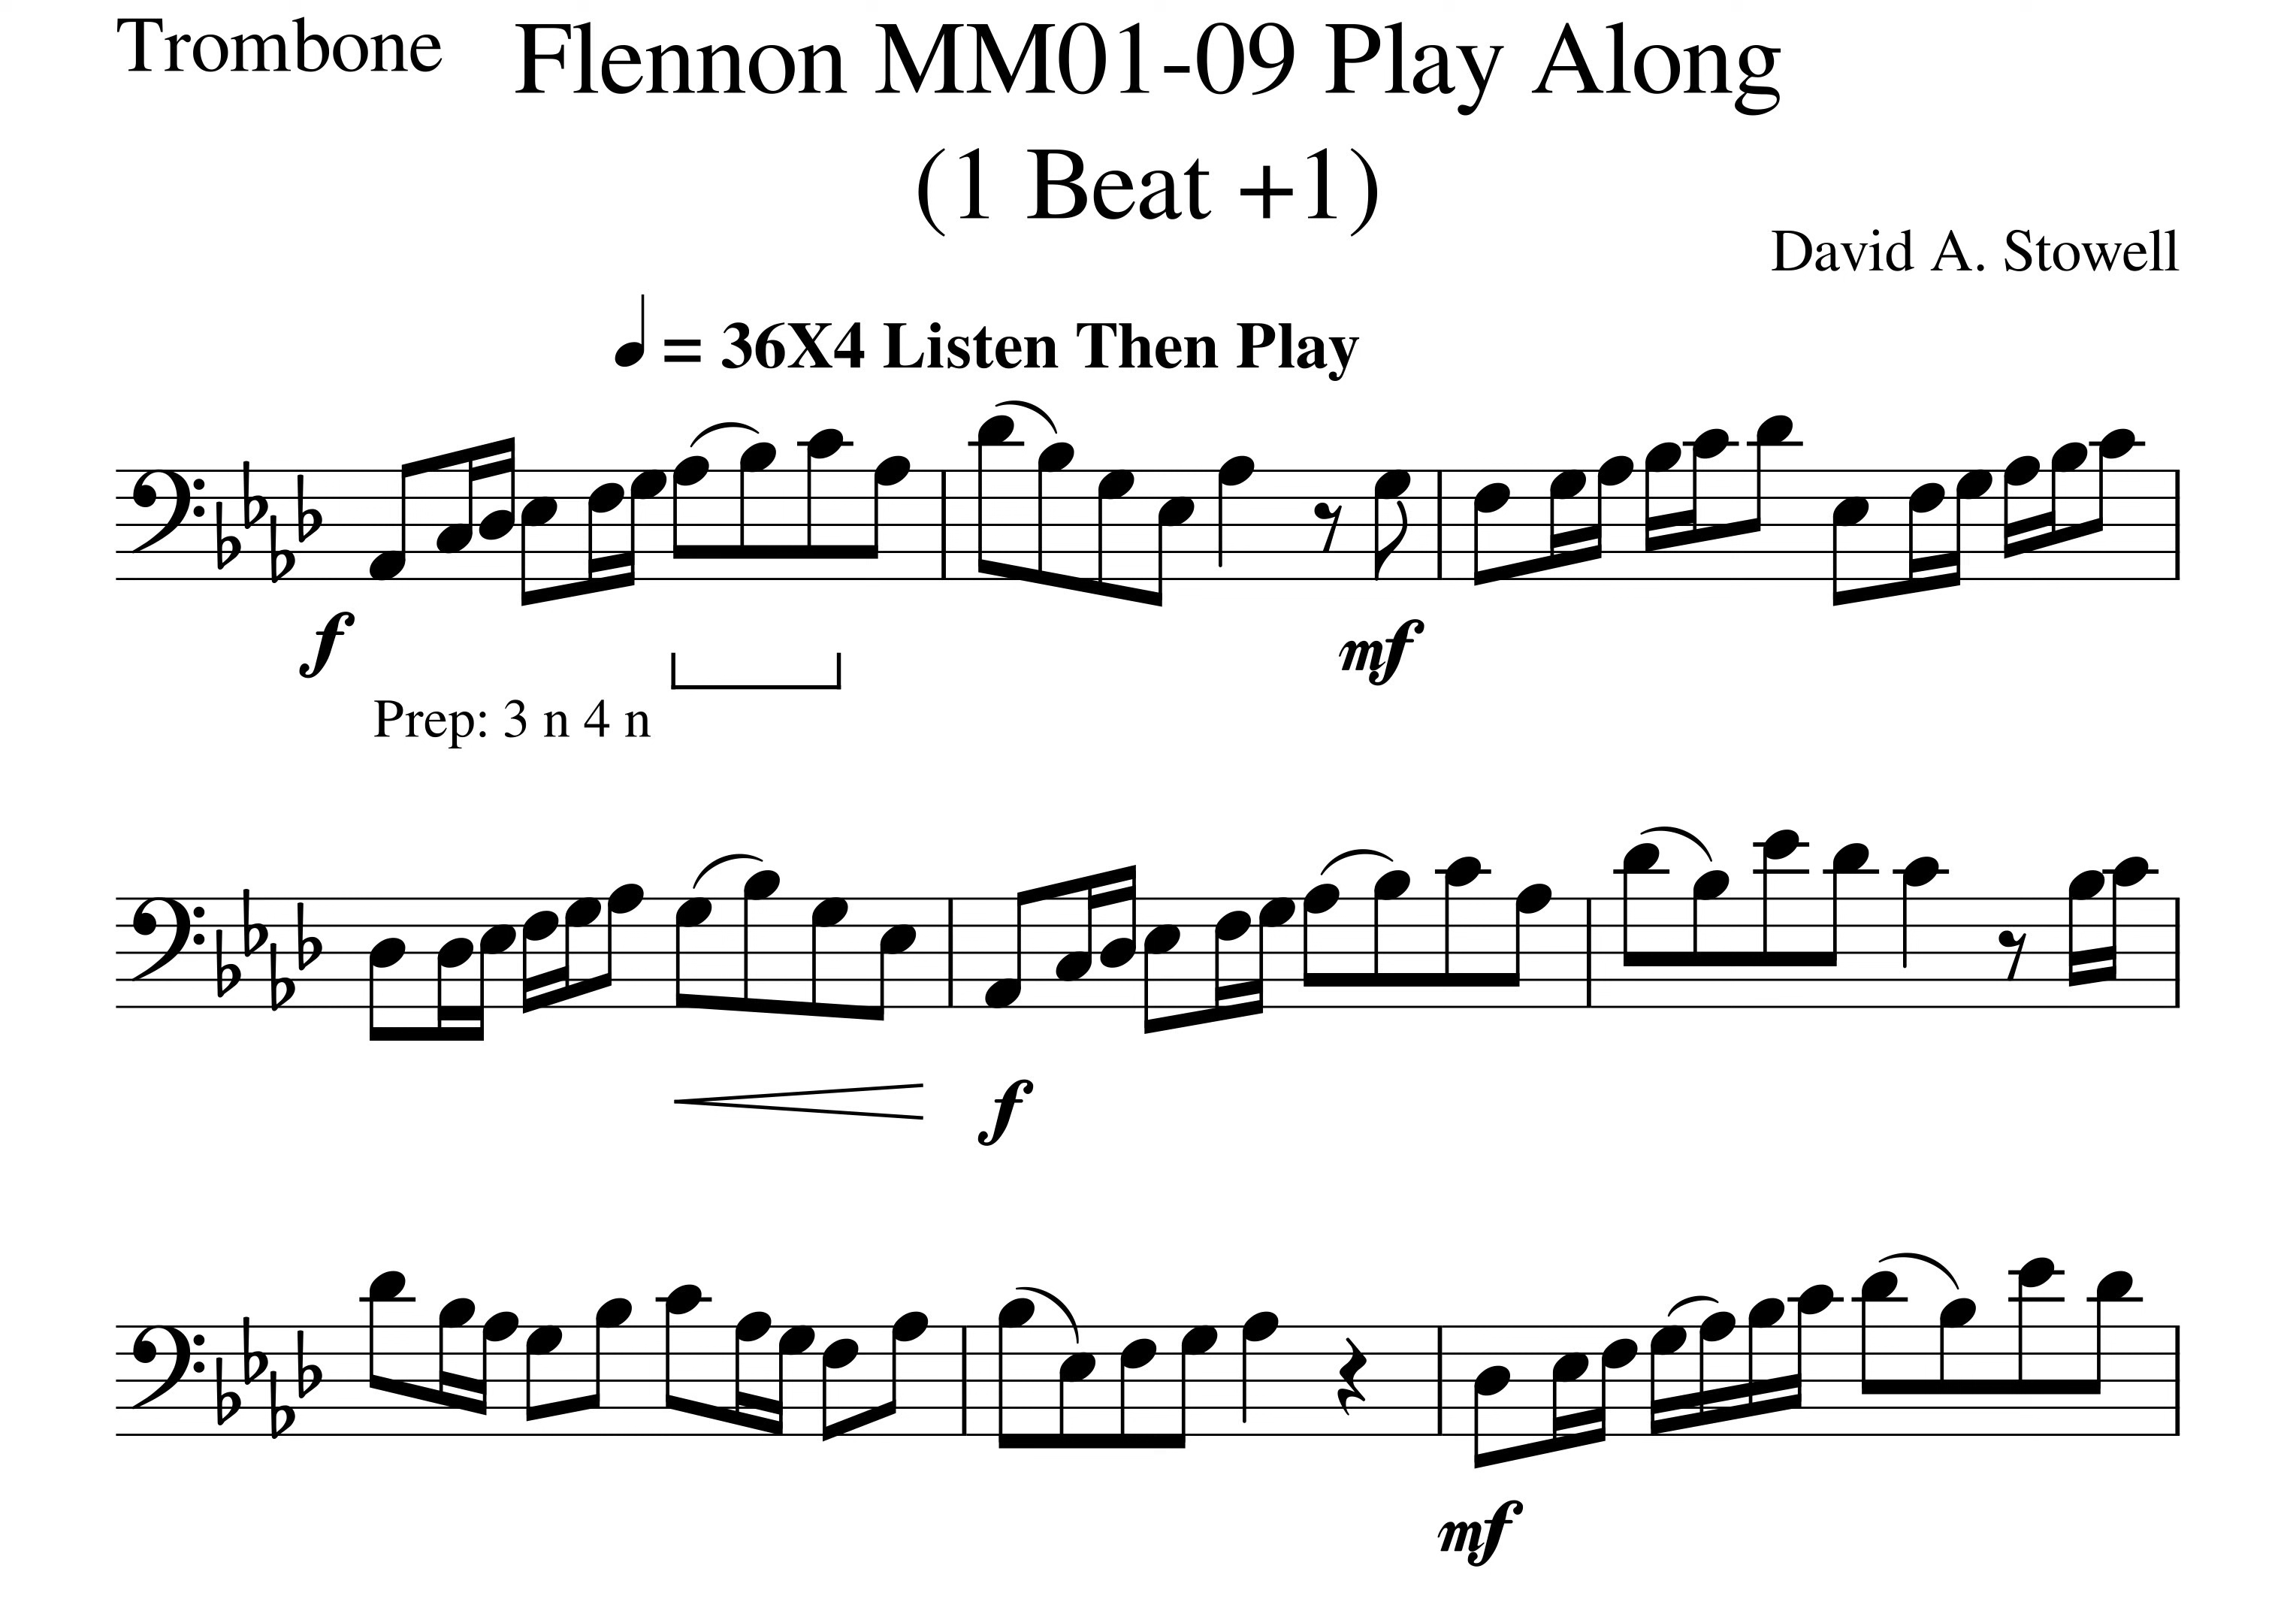 Trombone
Flennon MM01-09 Play Along
(1 Beat +1)
David A. Stowell
= 36X4 Listen Then Play
f
mf
Prep: 3 n 4 n
f
mf